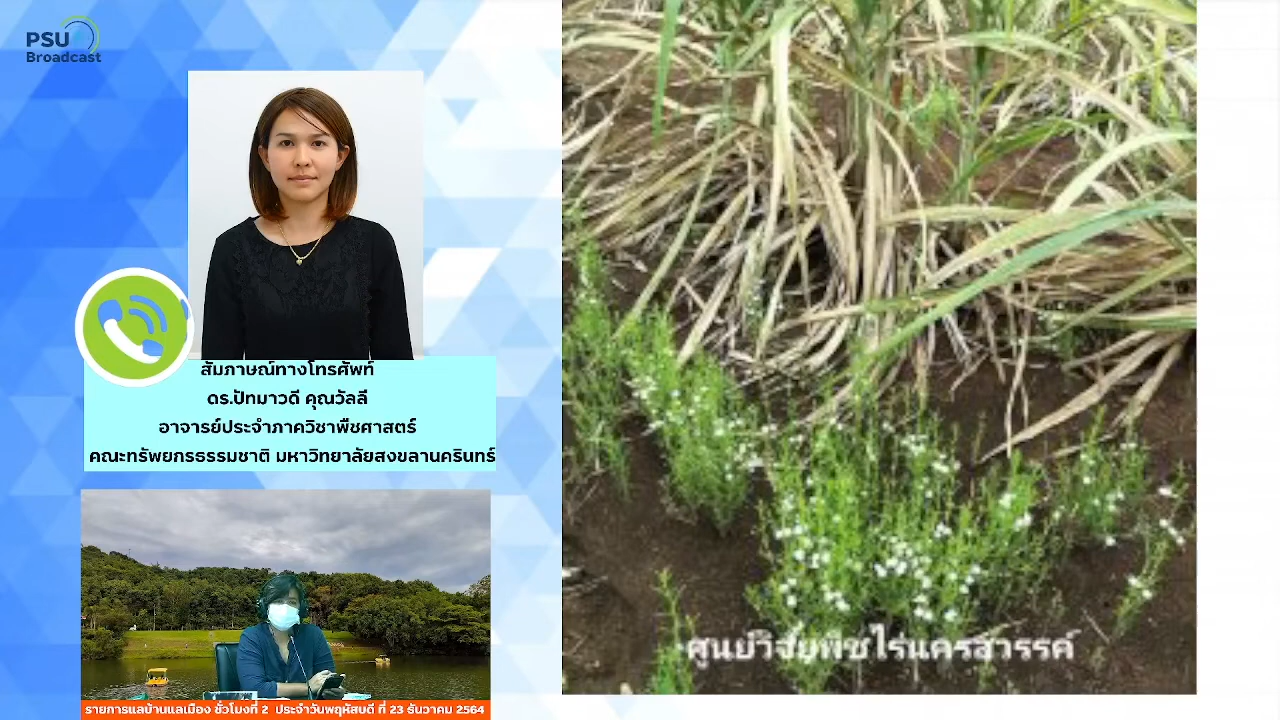 PSU
Broadcast
สัมภาษณ์ทางโทรศัพท์
ดร.ปัทมาวดี คุณวัลลี
อาจารย์ประจำภาควิชาพืชศาสตร์
คณะทรัพยกรธรรมชาติ มหาวิทยาลัยสงขลานครินทร์
ศูนย์วิจัยพืชไร่นครสวรรค์
รายการแลบ้านแลเมือง ชั่วโมงที่ 2 ประจำวันพฤหัสบดี ที่ 23 ธันวาคม 2564